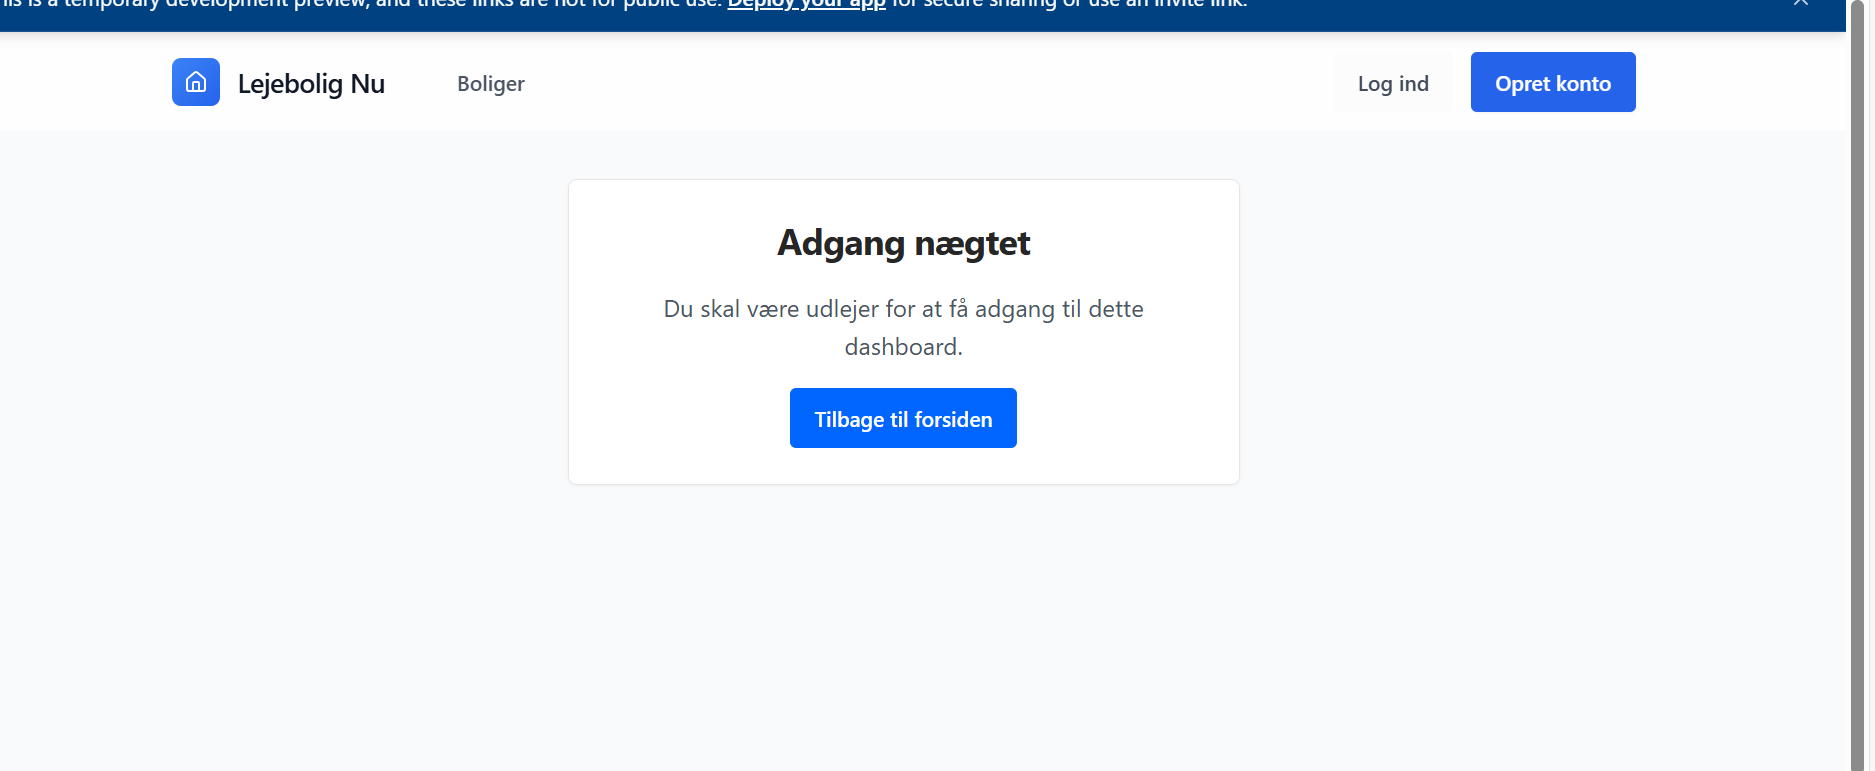 is is a temporary development preview, and these links are not for public use. Deploy your app for secure sharing or use an invite link.
Lejebolig Nu
Boliger
Log ind
Opret konto
Adgang nægtet
Du skal være udlejer for at få adgang til dette
dashboard.
Tilbage til forsiden